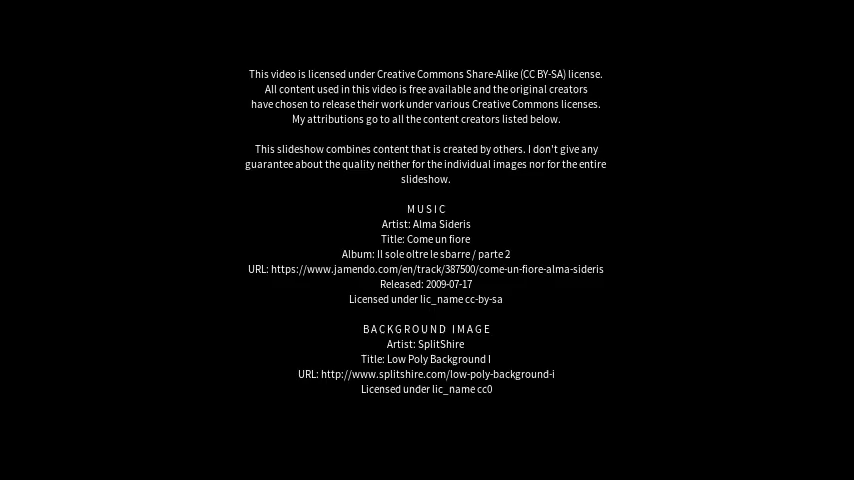 This video is licensed under Creative Commons Share-Alike (CC BY-SA) license.
All content used in this video is free available and the original creators
have chosen to release their work under various Creative Commons licenses.
My attributions go to all the content creators listed below.
This slideshow combines content that is created by others. I don't give any
guarantee about the quality neither for the individual images nor for the entire
slideshow.
MUSIC
Artist: Alma Sideris
Title: Come un fiore
Album: Il sole oltre le sbarre / parte 2
URL: https://www.jamendo.com/en/track/387500/come-un-fiore-alma-sideris
Released: 2009-07-17
Licensed under lic_name cc-by-sa
BACKGROUND IMAGE
Artist: SplitShire
Title: Low Poly Background I
URL: http://www.splitshire.com/low-poly-background-i
Licensed under lic_name cc0